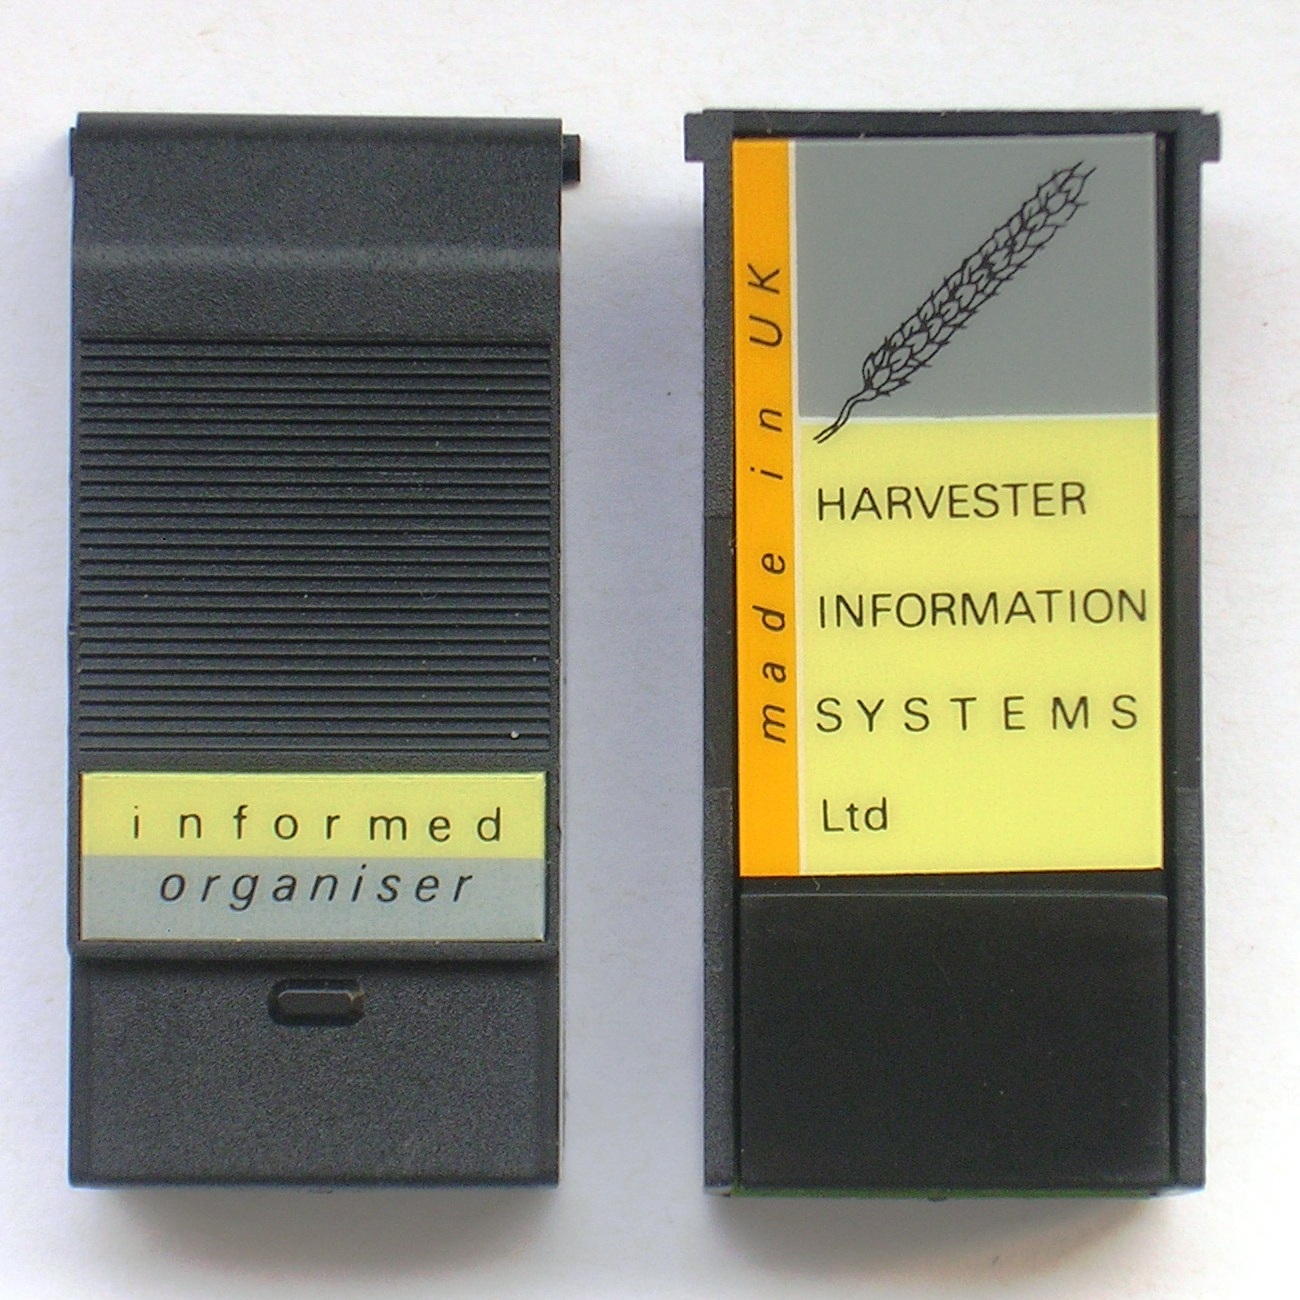 informed
organiser
made in UK
HARVESTER
INFORMATION
SYSTEMS
Ltd